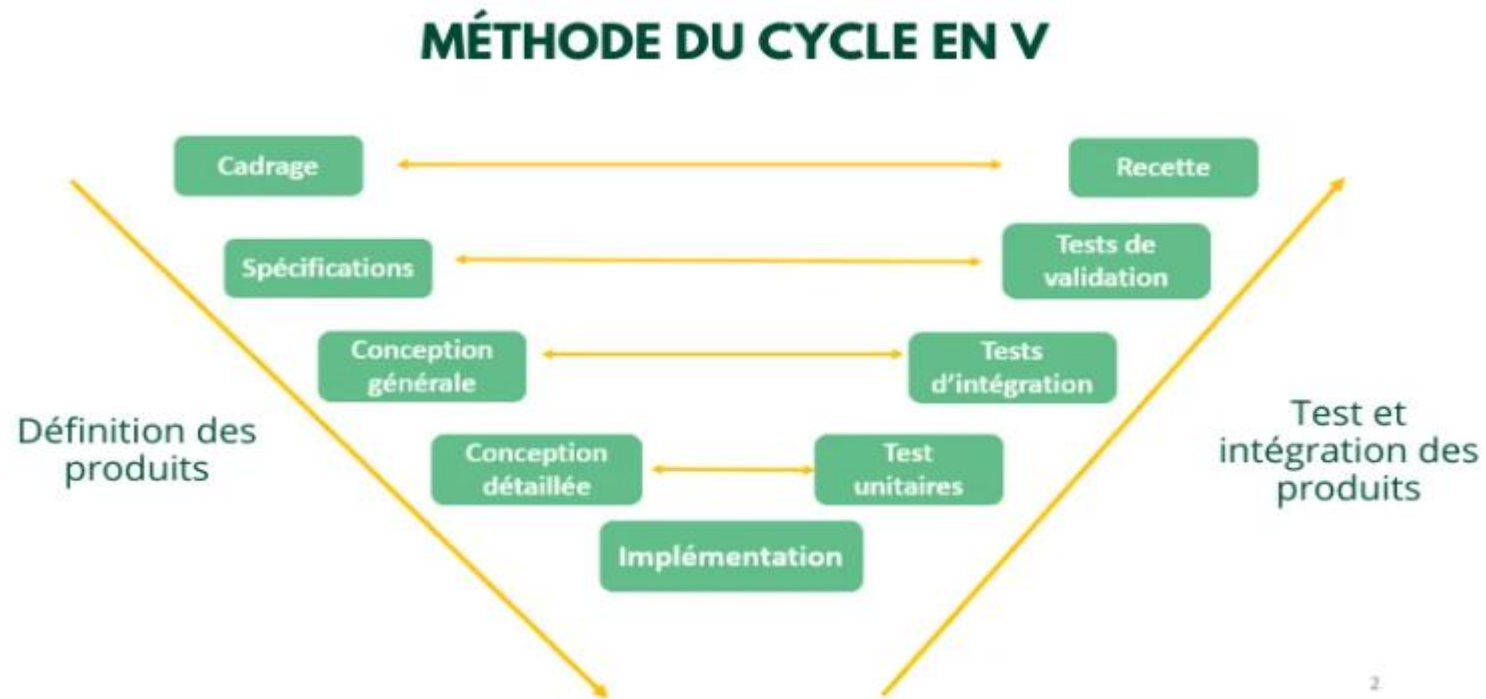 MÉTHODE DU CYCLE EN V
Cadrage
Recette
Spécifications
Tests de
validation
Conception
générale
Tests
d'intégration
Définition des
produits
Test et
intégration des
produits
Conception
détaillée
Test
unitaires
Implémentation
2